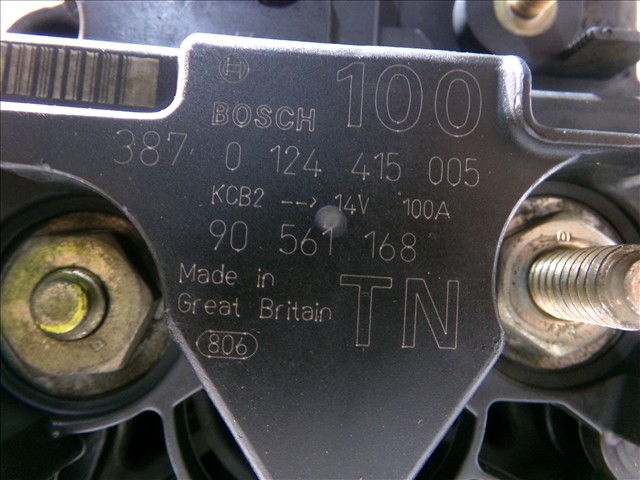 BOSCH 100
387 0 124 415 005
KCB2 --> 14V 100A
90 561 168
Made in
Great Britain
TN
806